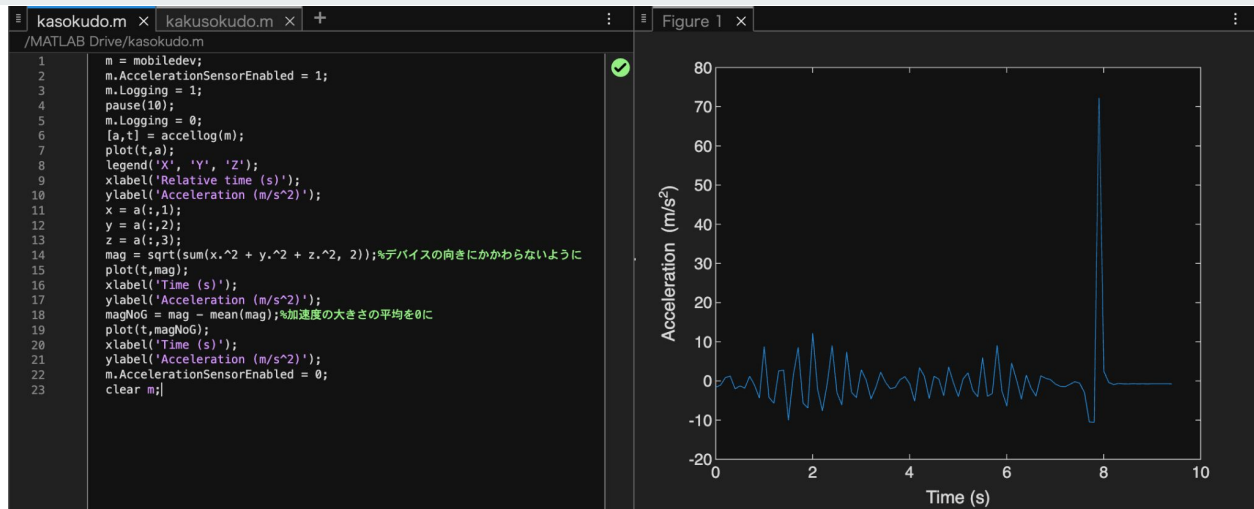 kasokudo.m × kakusokudo.m × +
/MATLAB Drive/kasokudo.m
1 m = mobiledev;
2 m.AccelerationSensorEnabled = 1;
3 m.Logging = 1;
4 pause(10);
5 m.Logging = 0;
6 [a,t] = accellog(m);
7 plot(t,a);
8 legend('X', 'Y', 'Z');
9 xlabel('Relative time (s)');
10 ylabel('Acceleration (m/s^2)');
11 x = a(:,1);
12 y = a(:,2);
13 z = a(:,3);
14 mag = sqrt(sum(x.^2 + y.^2 + z.^2, 2));%デバイスの向きにかかわらないように
15 plot(t,mag);
16 xlabel('Time (s)');
17 ylabel('Acceleration (m/s^2)');
18 magNoG = mag - mean(mag);%加速度の大きさの平均を0に
19 plot(t,magNoG);
20 xlabel('Time (s)');
21 ylabel('Acceleration (m/s^2)');
22 m.AccelerationSensorEnabled = 0;
23 clear m;
Figure 1 ×
80
70
60
50
40
30
20
10
0
-10
-20
Acceleration (m/s²)
0 2 4 6 8 10
Time (s)